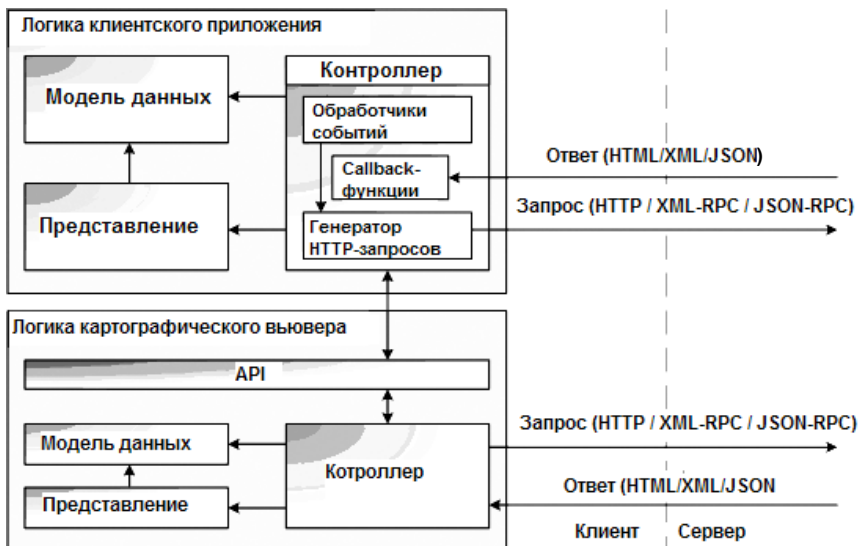 Логика клиентского приложения
Модель данных
Контроллер
Обработчики
событий
Callback-
функции
Ответ (HTML/XML/JSON)
Запрос (HTTP / XML-RPC / JSON-RPC)
Представление
Генератор
HTTP-запросов
Логика картографического вьювера
API
Модель данных
Котроллер
Запрос (HTTP / XML-RPC / JSON-RPC)
Представление
Ответ (HTML/XML/JSON
Клиент
Сервер